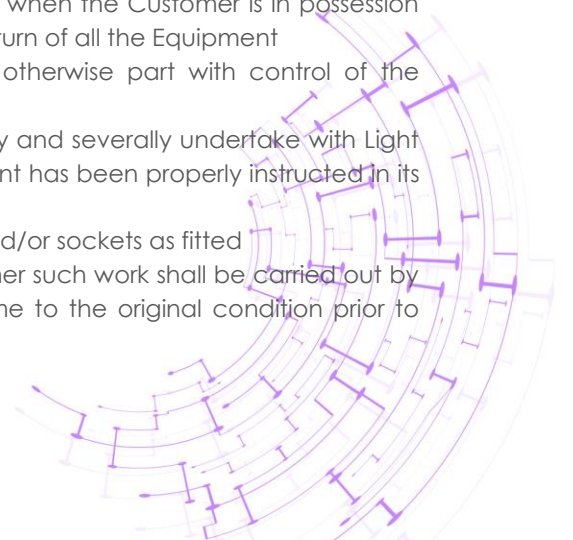 when the Customer is in possession
turn of all the Equipment
otherwise part with control of the
y and severally undertake with Light
nt has been properly instructed in its
d/or sockets as fitted
her such work shall be carried out by
me to the original condition prior to